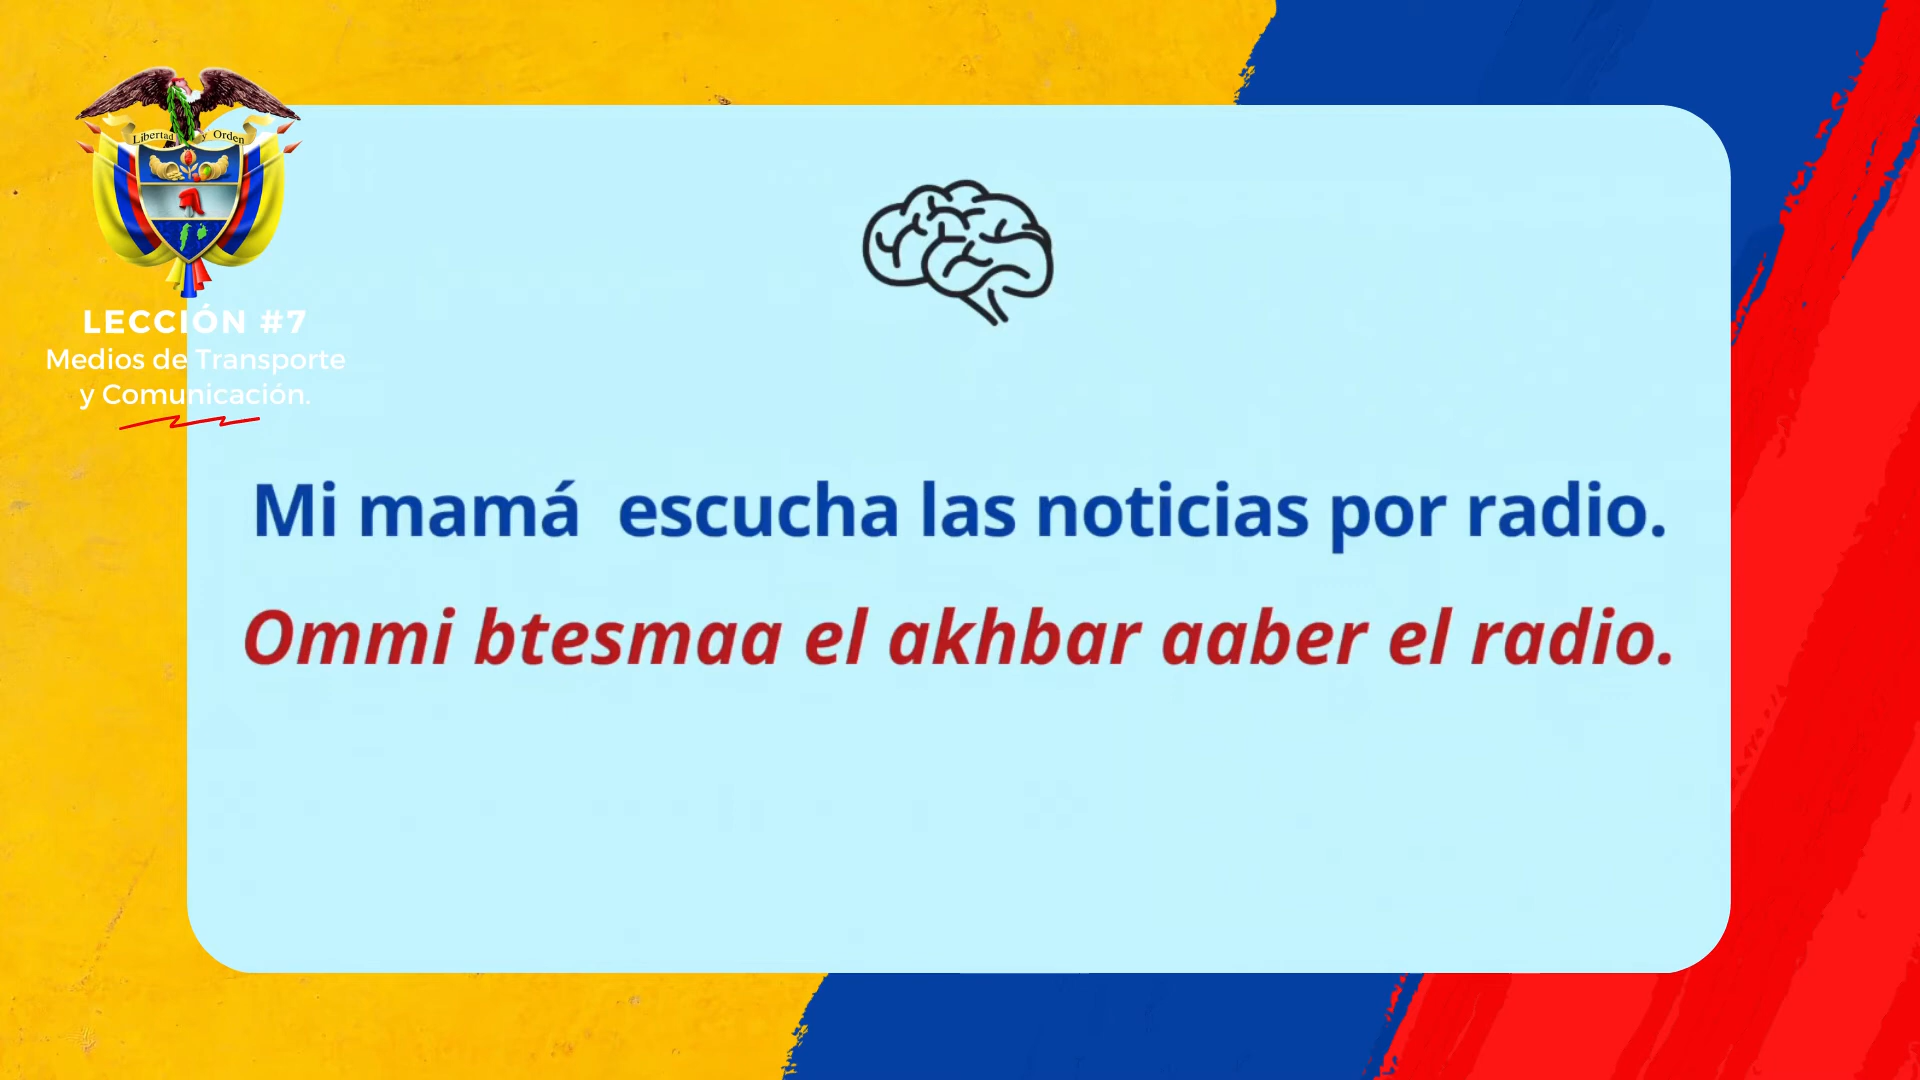 Libertad y Orden
LECCIÓN #7
Medios de Transporte
y Comunicación.
Mi mamá escucha las noticias por radio.
Ommi btesmaa el akhbar aaber el radio.